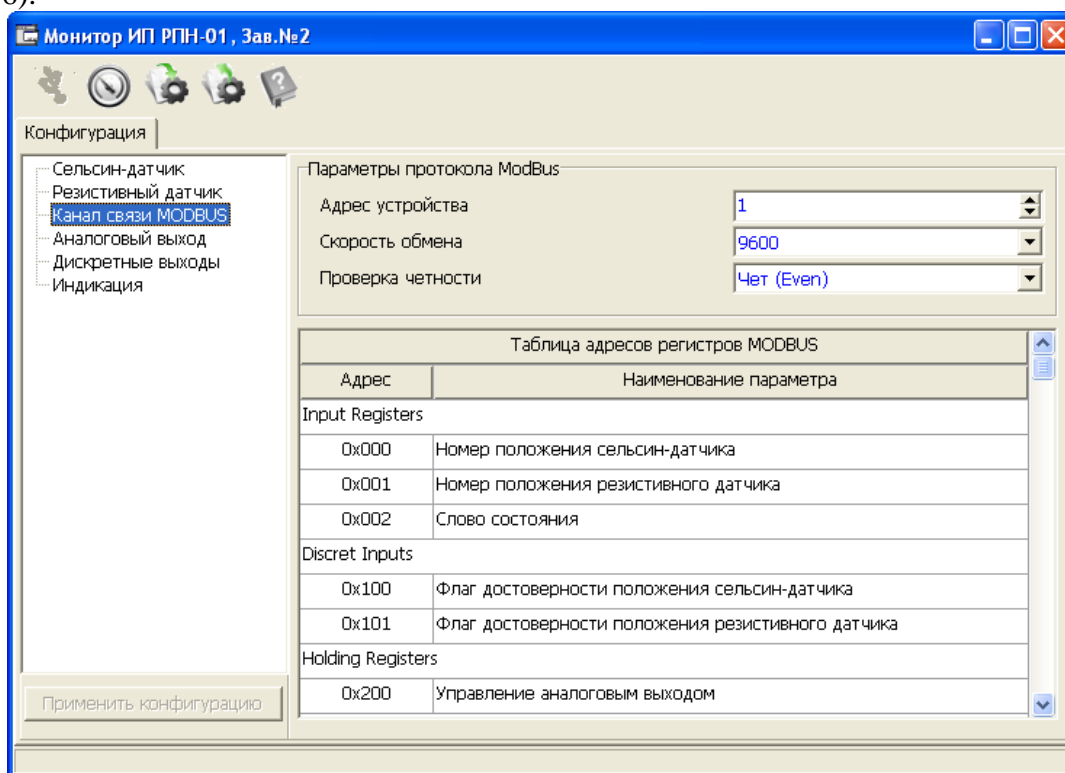 6).
Монитор ИП РПН-01, Зав.№2
Конфигурация
Сельсин-датчик
Резистивный датчик
Канал связи MODBUS
Аналоговый выход
Дискретные выходы
Индикация
Применить конфигурацию
Параметры протокола ModBus
Адрес устройства 1
Скорость обмена 9600
Проверка четности Чет (Even)
Таблица адресов регистров MODBUS
Адрес Наименование параметра
Input Registers
0x000 Номер положения сельсин-датчика
0x001 Номер положения резистивного датчика
0x002 Слово состояния
Discret Inputs
0x100 Флаг достоверности положения сельсин-датчика
0x101 Флаг достоверности положения резистивного датчика
Holding Registers
0x200 Управление аналоговым выходом